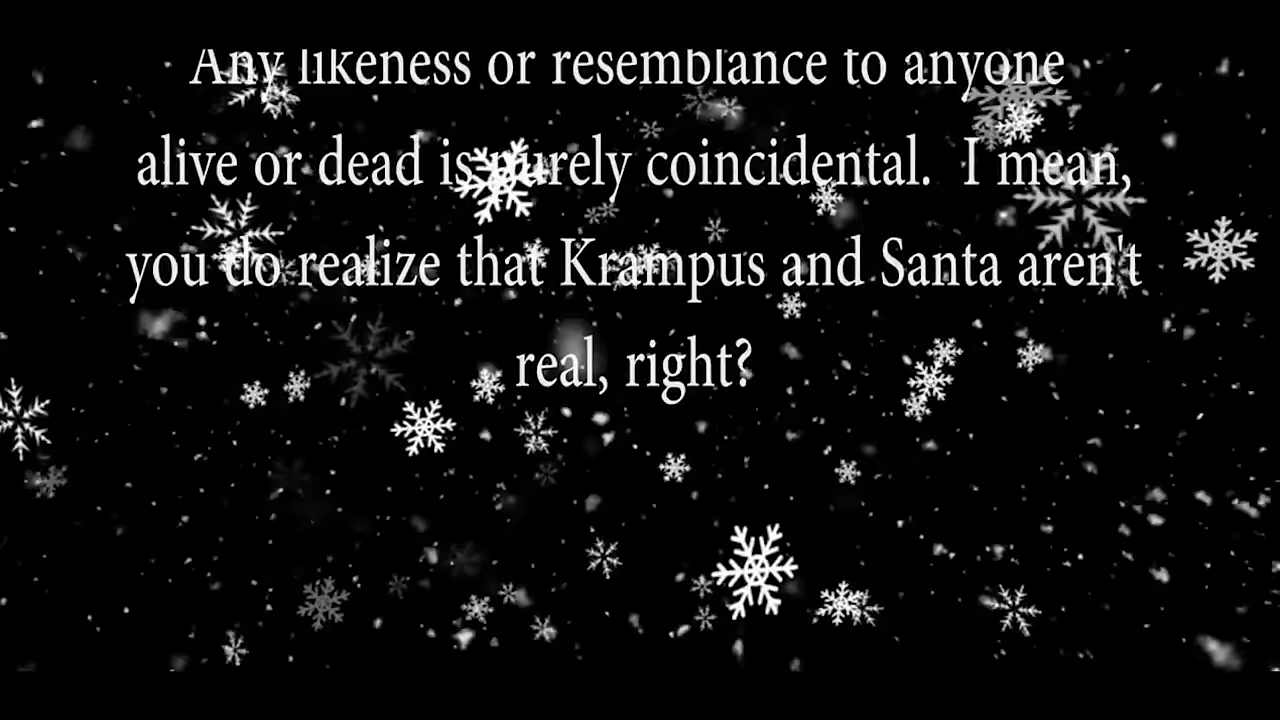 Any likeness or resemblance to anyone
alive or dead is purely coincidental.  I mean,
you do realize that Krampus and Santa aren't
real, right?